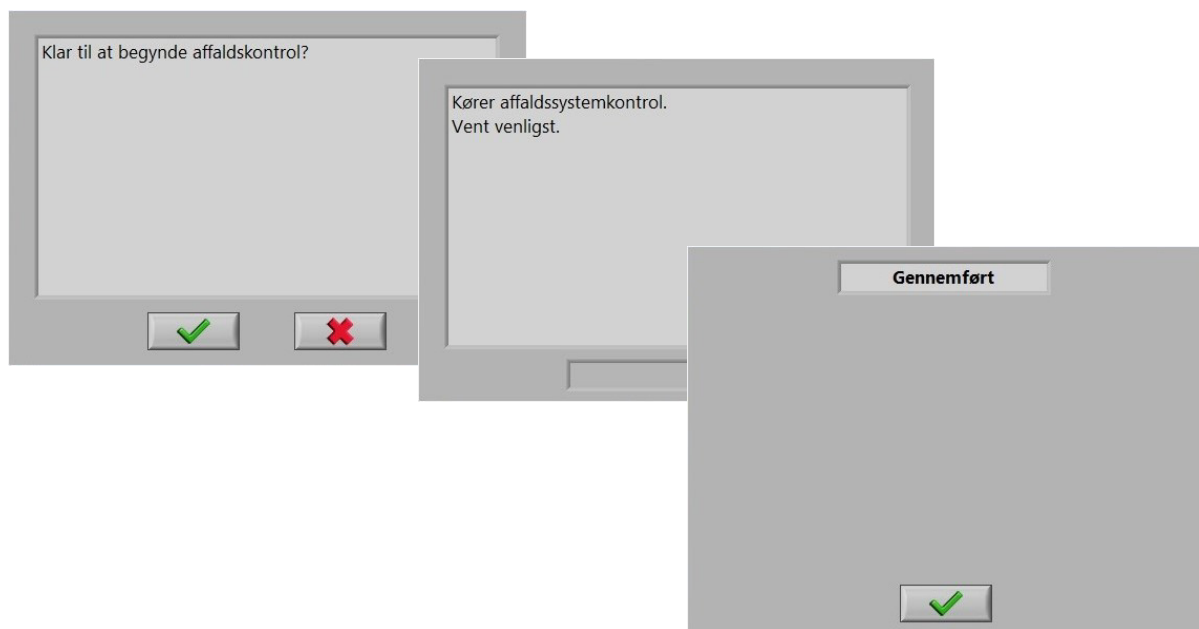 Klar til at begynde affaldskontrol?
Kører affaldssystemkontrol.
Vent venligst.
Gennemført